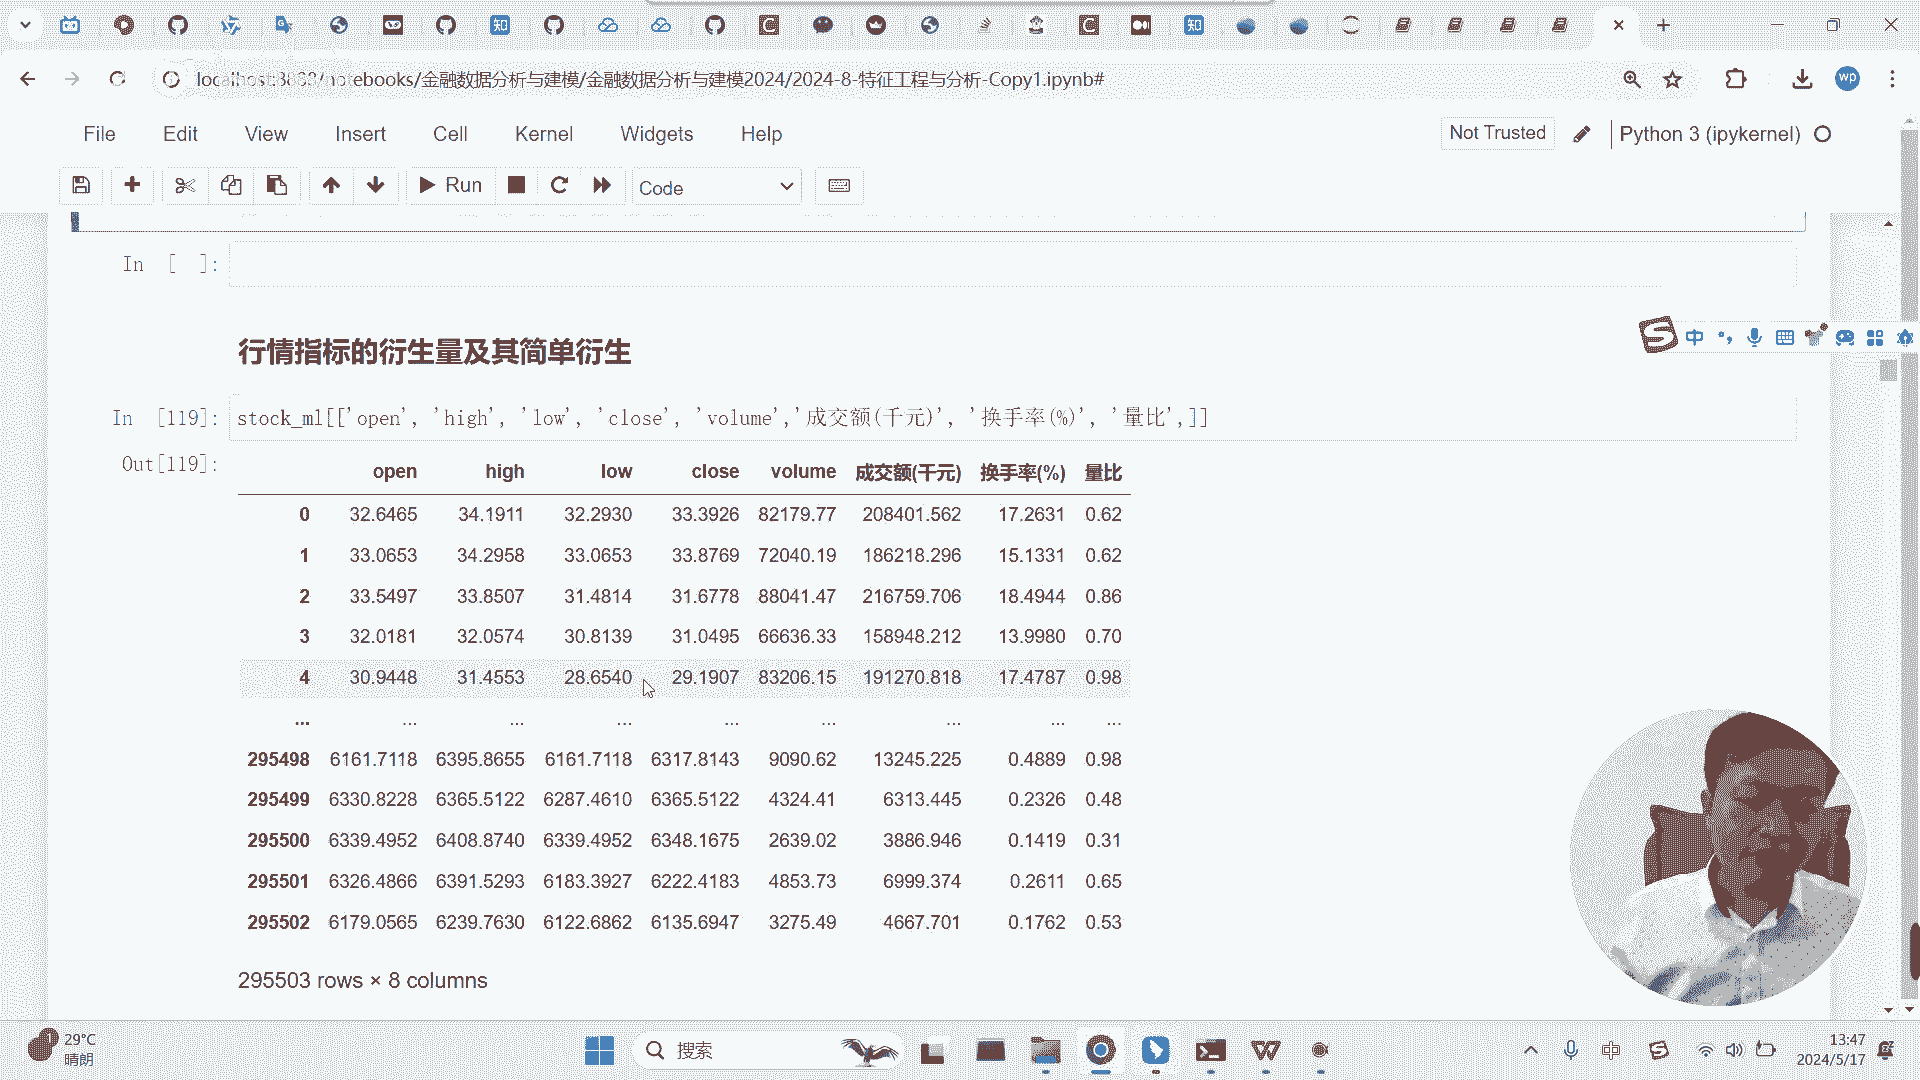 localhost:8888/notebooks/金融数据分析与建模/金融数据分析与建模2024/2024-8-特征工程与分析-Copy1.ipynb#
wp
File Edit View Insert Cell Kernel Widgets Help
Not Trusted
Python 3 (ipykernel)
Run
Code
In [ ]:
行情指标的衍生量及其简单衍生
中
In [119]: stock_ml[['open', 'high', 'low', 'close', 'volume','成交额(千元)', '换手率(%)', '量比',]]
Out[119]:
open high low close volume 成交额(千元) 换手率(%) 量比
0 32.6465 34.1911 32.2930 33.3926 82179.77 208401.562 17.2631 0.62
1 33.0653 34.2958 33.0653 33.8769 72040.19 186218.296 15.1331 0.62
2 33.5497 33.8507 31.4814 31.6778 88041.47 216759.706 18.4944 0.86
3 32.0181 32.0574 30.8139 31.0495 66636.33 158948.212 13.9980 0.70
4 30.9448 31.4553 28.6540 29.1907 83206.15 191270.818 17.4787 0.98
... ... ... ... ... ... ... ... ...
295498 6161.7118 6395.8655 6161.7118 6317.8143 9090.62 13245.225 0.4889 0.98
295499 6330.8228 6365.5122 6287.4610 6365.5122 4324.41 6313.445 0.2326 0.48
295500 6339.4952 6408.8740 6339.4952 6348.1675 2639.02 3886.946 0.1419 0.31
295501 6326.4866 6391.5293 6183.3927 6222.4183 4853.73 6999.374 0.2611 0.65
295502 6179.0565 6239.7630 6122.6862 6135.6947 3275.49 4667.701 0.1762 0.53
295503 rows × 8 columns
29°C
晴朗
搜索
中
13:47
2024/5/17